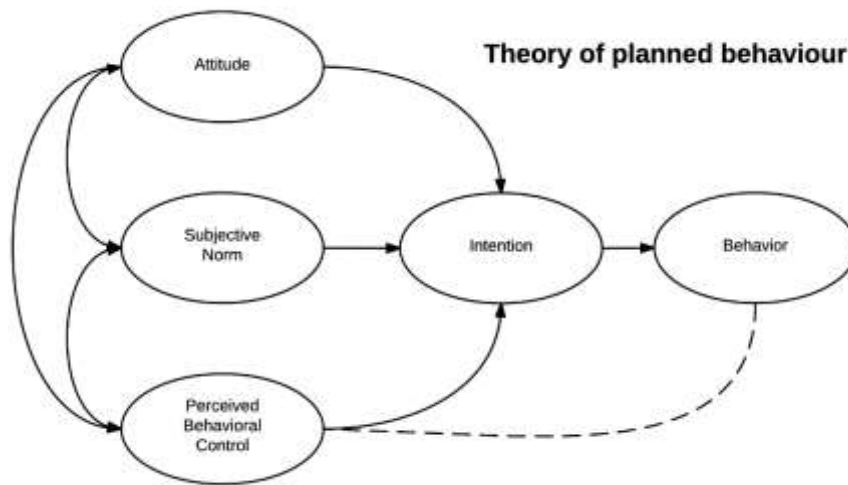 Attitude
Theory of planned behaviour
Subjective
Norm
Intention
Behavior
Perceived
Behavioral
Control